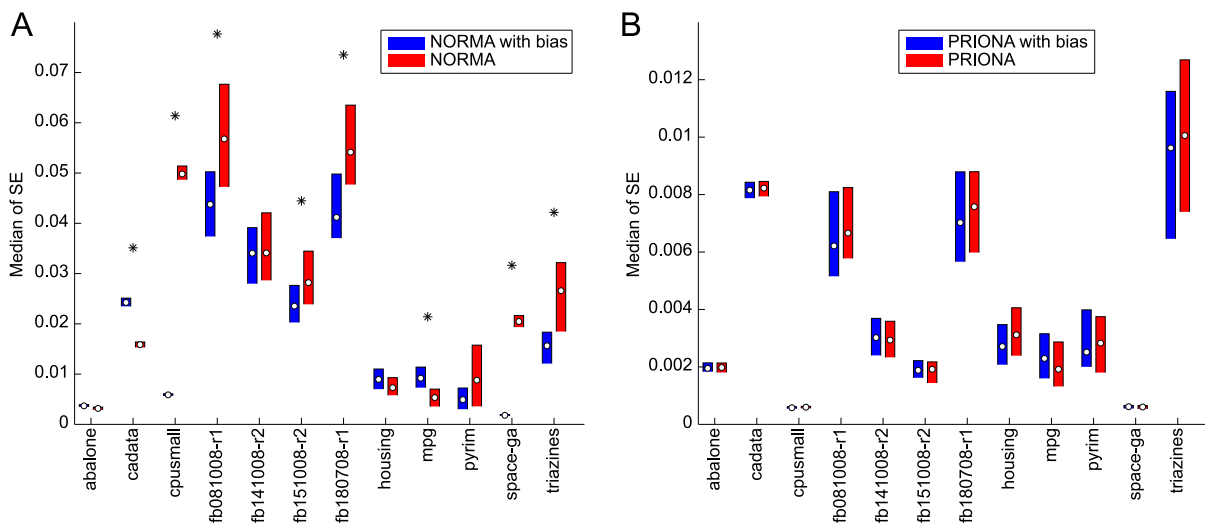 A
NORMA with bias
NORMA
Median of SE
0.07
0.06
0.05
0.04
0.03
0.02
0.01
0
abalone
cadata
cpusmall
fb081008-r1
fb141008-r2
fb151008-r2
fb180708-r1
housing
mpg
pyrim
space-ga
triazines
B
PRIONA with bias
PRIONA
Median of SE
0.012
0.01
0.008
0.006
0.004
0.002
0
abalone
cadata
cpusmall
fb081008-r1
fb141008-r2
fb151008-r2
fb180708-r1
housing
mpg
pyrim
space-ga
triazines